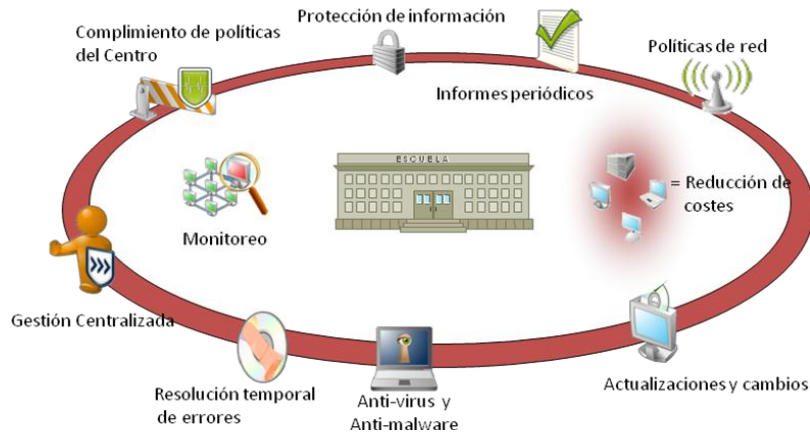 Protección de información
Complimiento de políticas
del Centro
Políticas de red
Informes periódicos
ESCUELA
= Reducción de
costes
Monitoreo
Gestión Centralizada
Resolución temporal
de errores
Anti-virus y
Anti-malware
Actualizaciones y cambios